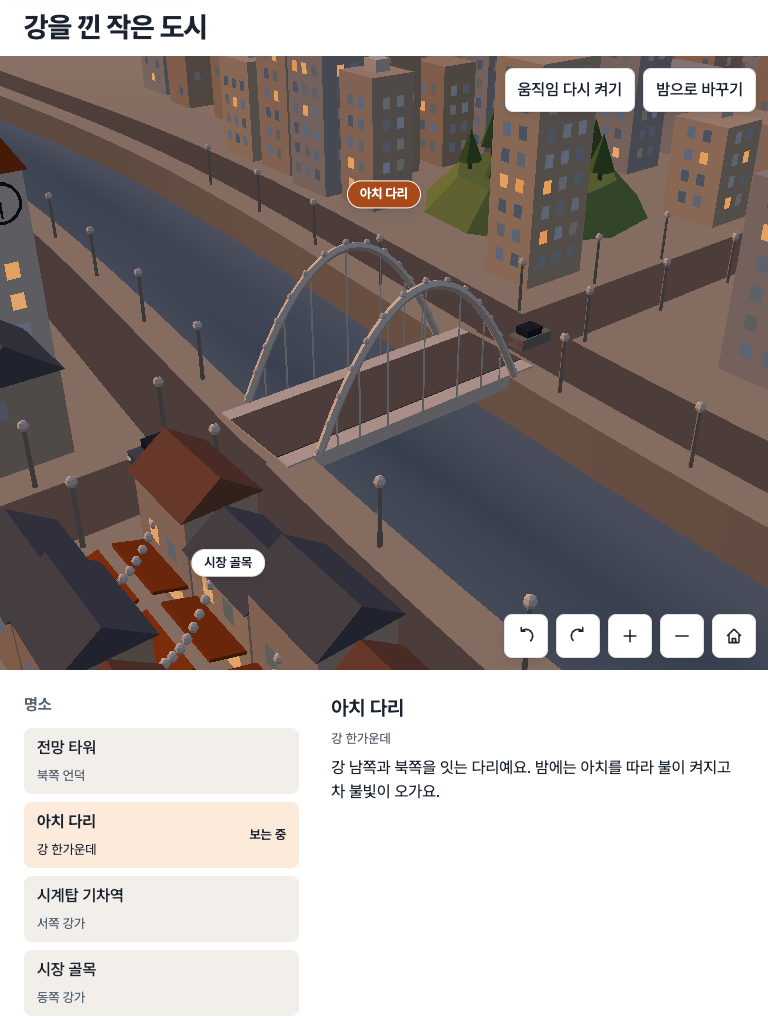 강을 낀 작은 도시
움직임 다시 켜기
밤으로 바꾸기
아치 다리
시장 골목
명소
전망 타워
북쪽 언덕
아치 다리
강 한가운데
보는 중
시계탑 기차역
서쪽 강가
시장 골목
동쪽 강가
아치 다리
강 한가운데
강 남쪽과 북쪽을 잇는 다리예요. 밤에는 아치를 따라 불이 켜지고
차 불빛이 오가요.